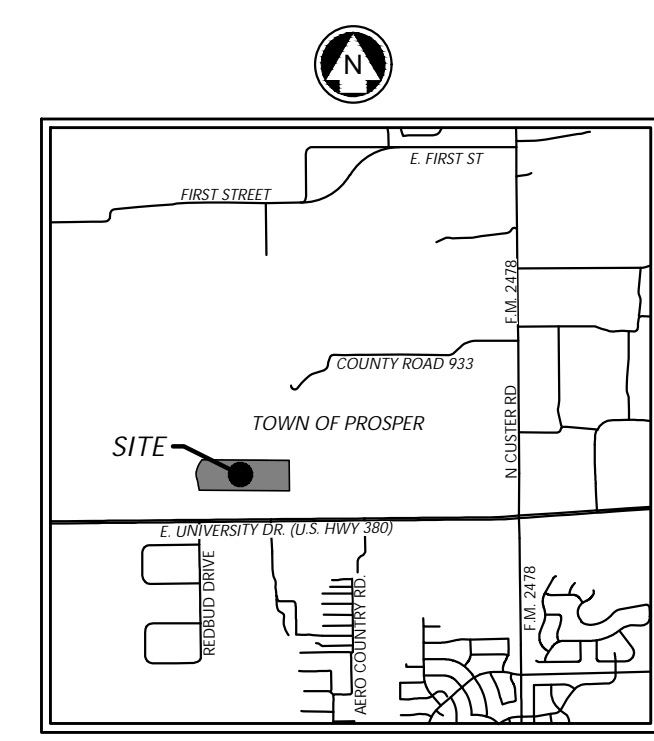 N
E. FIRST ST
FIRST STREET
F.M. 2478
COUNTY ROAD 933
N CUSTER RD
TOWN OF PROSPER
SITE
E. UNIVERSITY DR. (U.S. HWY 380)
REDBUD DRIVE
AERO COUNTRY RD.
F.M. 2478